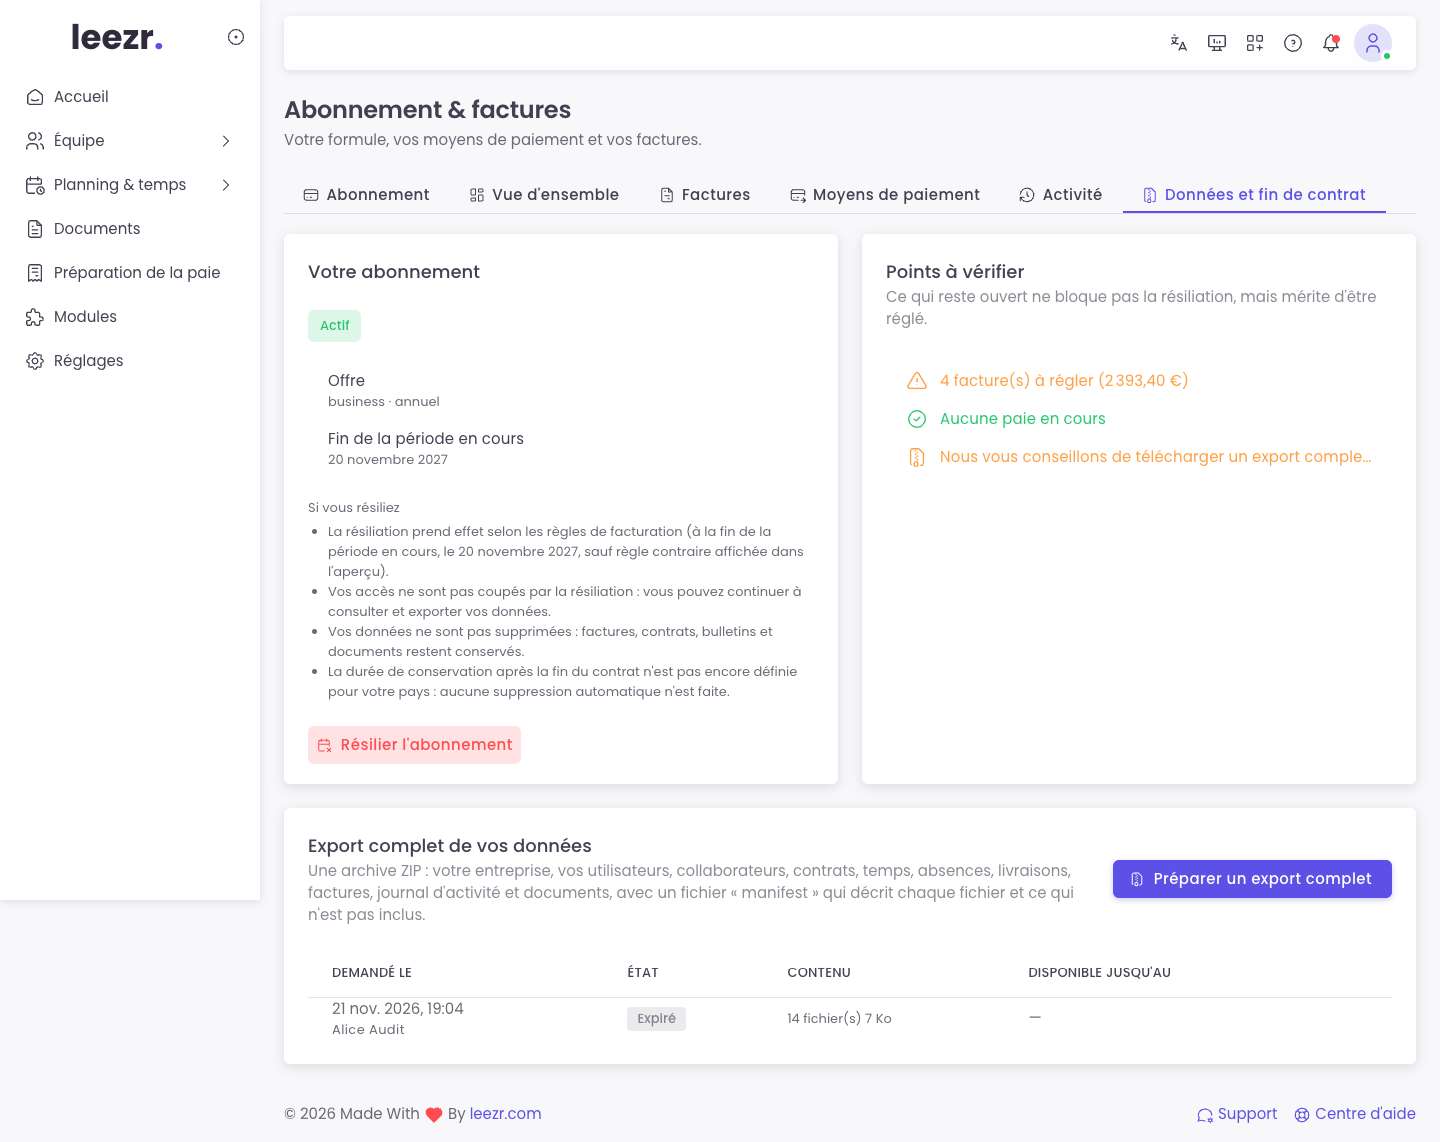 leezr.
Accueil
Équipe
Planning & temps
Documents
Préparation de la paie
Modules
Réglages
Abonnement & factures
Votre formule, vos moyens de paiement et vos factures.
Abonnement
Vue d'ensemble
Factures
Moyens de paiement
Activité
Données et fin de contrat
Votre abonnement
Actif
Offre
business · annuel
Fin de la période en cours
20 novembre 2027
Si vous résiliez
• La résiliation prend effet selon les règles de facturation (à la fin de la
période en cours, le 20 novembre 2027, sauf règle contraire affichée dans
l'aperçu).
• Vos accès ne sont pas coupés par la résiliation : vous pouvez continuer à
consulter et exporter vos données.
• Vos données ne sont pas supprimées : factures, contrats, bulletins et
documents restent conservés.
• La durée de conservation après la fin du contrat n'est pas encore définie
pour votre pays : aucune suppression automatique n'est faite.
Résilier l'abonnement
Points à vérifier
Ce qui reste ouvert ne bloque pas la résiliation, mais mérite d'être
réglé.
4 facture(s) à régler (2 393,40 €)
Aucune paie en cours
Nous vous conseillons de télécharger un export comple...
Export complet de vos données
Une archive ZIP : votre entreprise, vos utilisateurs, collaborateurs, contrats, temps, absences, livraisons,
factures, journal d'activité et documents, avec un fichier « manifest » qui décrit chaque fichier et ce qui
n'est pas inclus.
Préparer un export complet
DEMANDÉ LE
ÉTAT
CONTENU
DISPONIBLE JUSQU'AU
21 nov. 2026, 19:04
Alice Audit
Expiré
14 fichier(s) 7 Ko
—
© 2026 Made With By leezr.com
Support
Centre d'aide